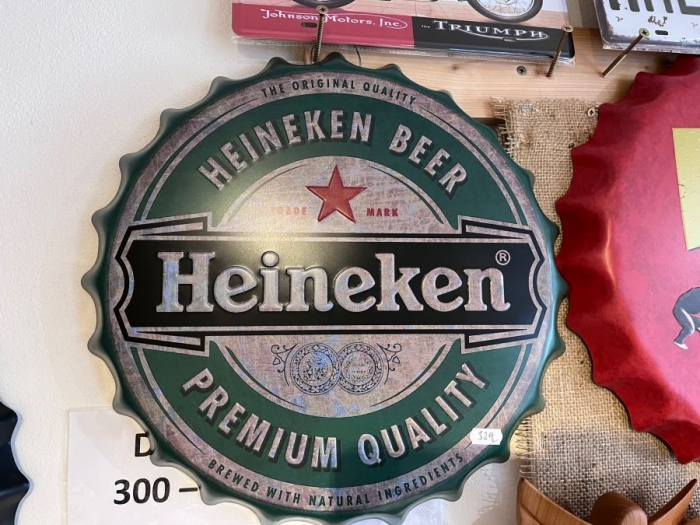 Johnson Motors, Inc.
THE TRIUMPH
THE ORIGINAL QUALITY
HEINEKEN BEER
TRADE MARK
Heineken®
PREMIUM QUALITY
BREWED WITH NATURAL INGREDIENTS
D
300 –